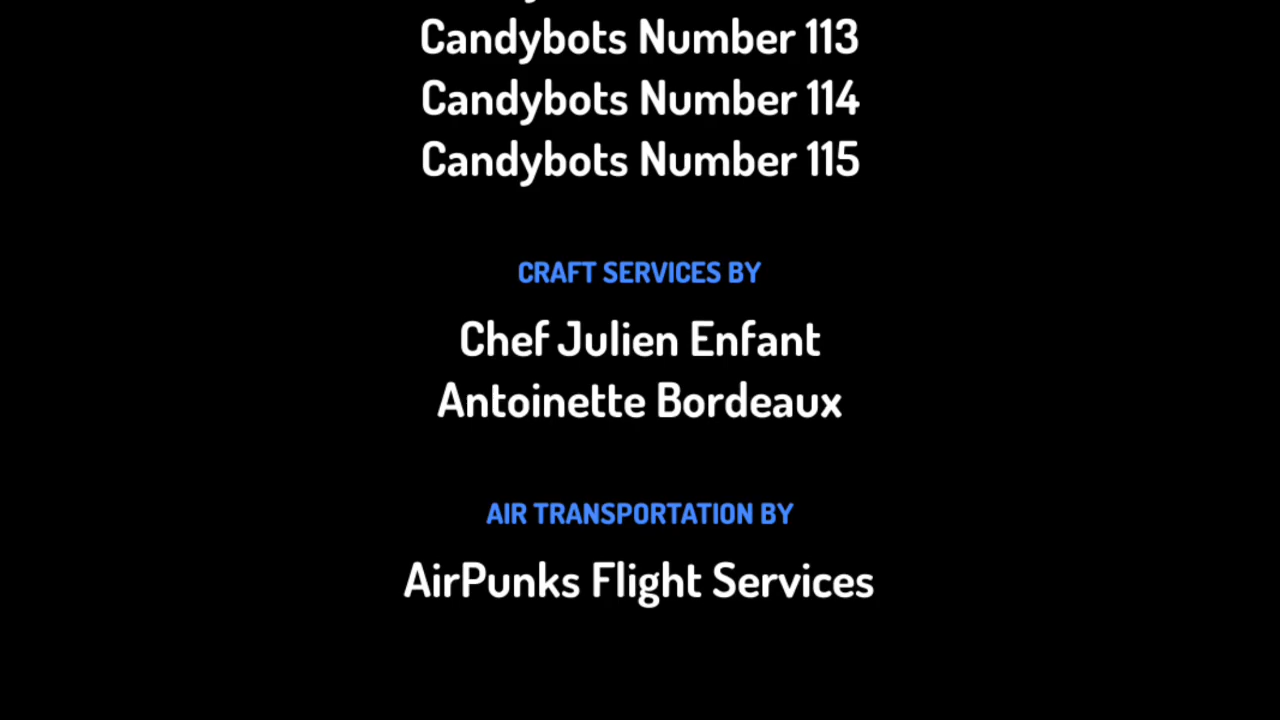 Candybots Number 113
Candybots Number 114
Candybots Number 115
CRAFT SERVICES BY
Chef Julien Enfant
Antoinette Bordeaux
AIR TRANSPORTATION BY
AirPunks Flight Services